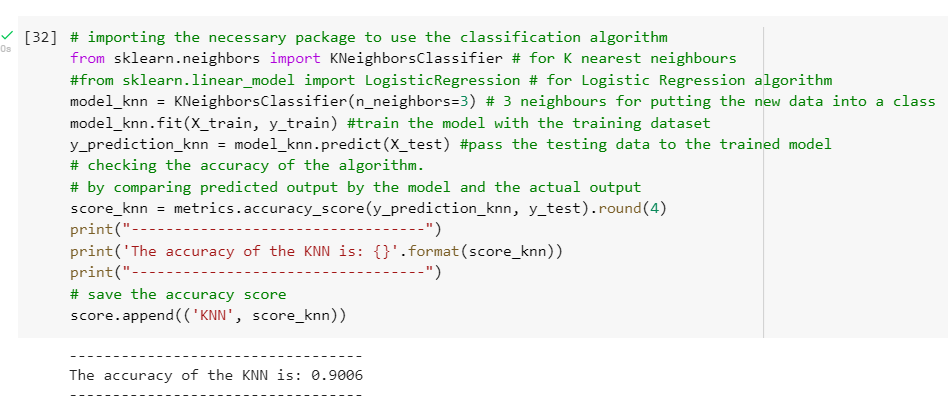 [32] # importing the necessary package to use the classification algorithm
0s
from sklearn.neighbors import KNeighborsClassifier # for K nearest neighbours
#from sklearn.linear_model import LogisticRegression # for Logistic Regression algorithm
model_knn = KNeighborsClassifier(n_neighbors=3) # 3 neighbours for putting the new data into a class
model_knn.fit(X_train, y_train) #train the model with the training dataset
y_prediction_knn = model_knn.predict(X_test) #pass the testing data to the trained model
# checking the accuracy of the algorithm.
# by comparing predicted output by the model and the actual output
score_knn = metrics.accuracy_score(y_prediction_knn, y_test).round(4)
print("----------------------------------")
print('The accuracy of the KNN is: {}'.format(score_knn))
print("----------------------------------")
# save the accuracy score
score.append(('KNN', score_knn))
----------------------------------
The accuracy of the KNN is: 0.9006
----------------------------------